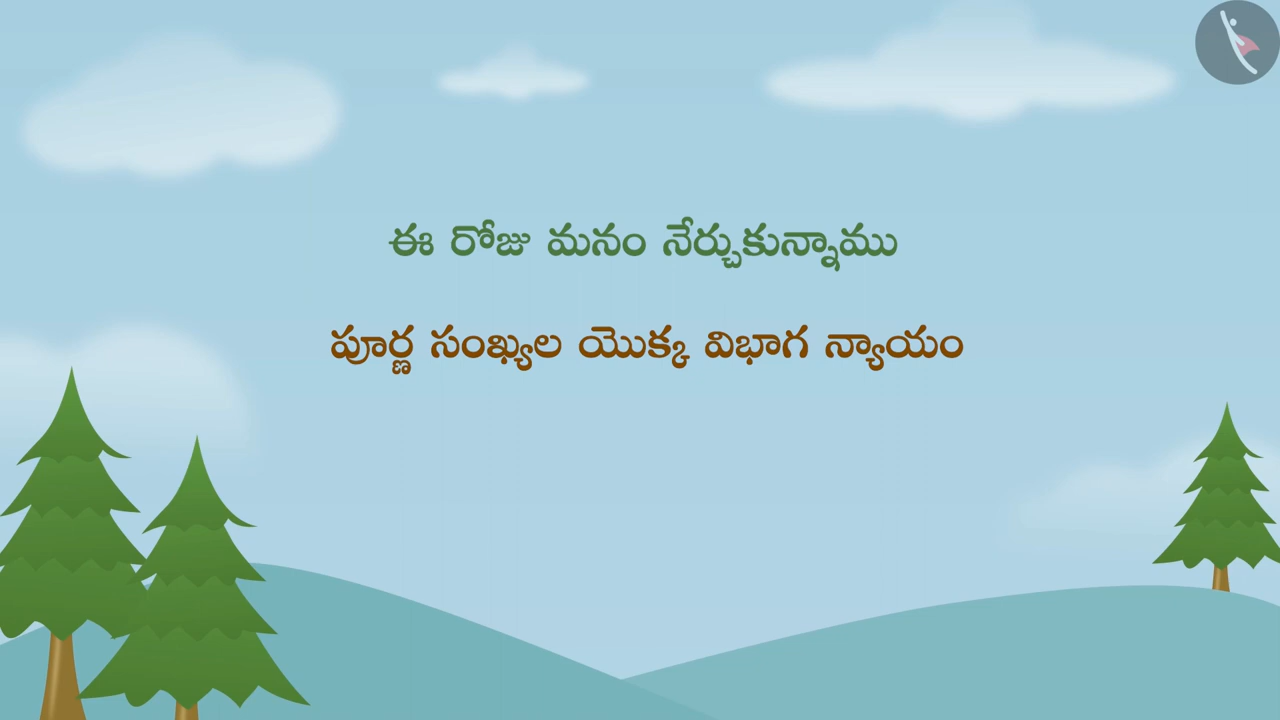 ఈ రోజు మనం నేర్చుకున్నాము
పూర్ణ సంఖ్యల యొక్క విభాగ న్యాయం